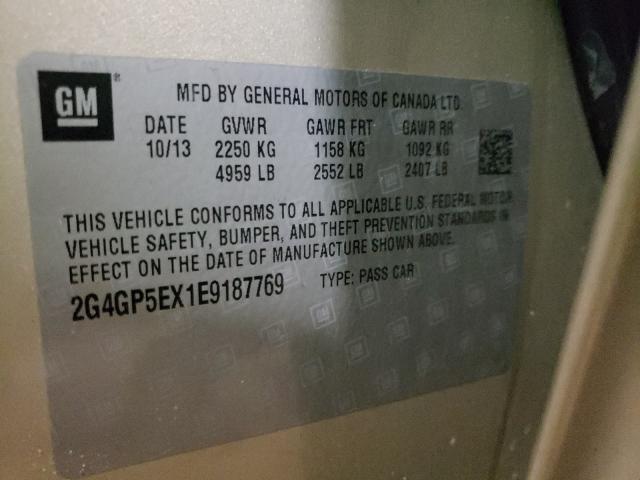 GM ®
MFD BY GENERAL MOTORS OF CANADA LTD.
DATE GVWR GAWR FRT GAWR RR
10/13 2250 KG 1158 KG 1092 KG
4959 LB 2552 LB 2407 LB
THIS VEHICLE CONFORMS TO ALL APPLICABLE U.S. FEDERAL MOTOR
VEHICLE SAFETY, BUMPER, AND THEFT PREVENTION STANDARDS IN
EFFECT ON THE DATE OF MANUFACTURE SHOWN ABOVE.
2G4GP5EX1E9187769 TYPE: PASS CAR